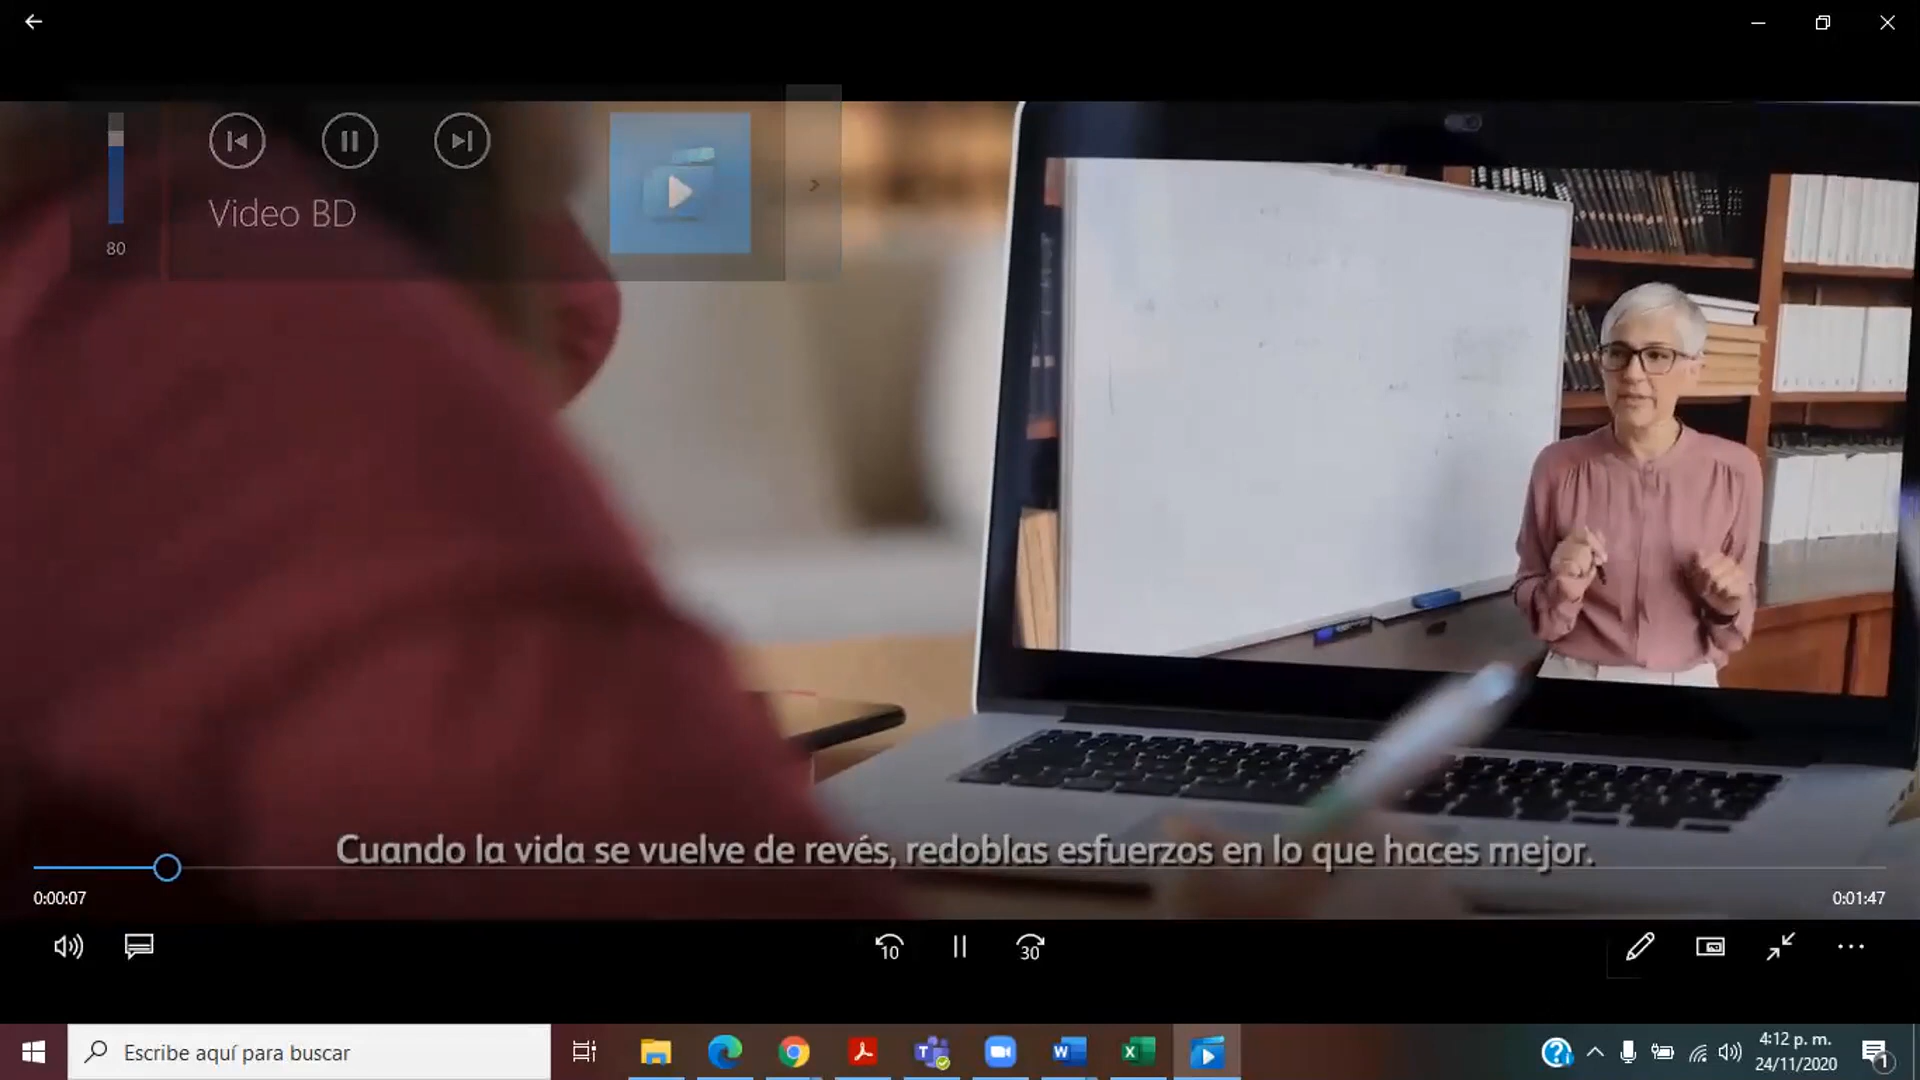 Video BD
80
Cuando la vida se vuelve de revés, redoblas esfuerzos en lo que haces mejor.
0:00:07
0:01:47
10
30
Escribe aquí para buscar
4:12 p. m.
24/11/2020
1